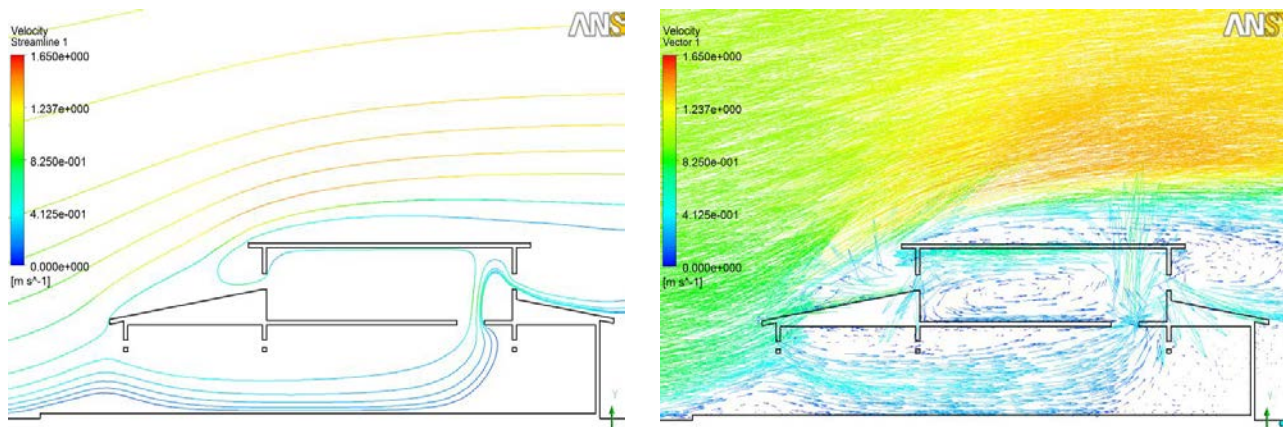 Velocity
Streamline 1
1.650e+000
1.237e+000
8.250e-001
4.125e-001
0.000e+000
[m s^-1]
ANS
Y
Velocity
Vector 1
1.650e+000
1.237e+000
8.250e-001
4.125e-001
0.000e+000
[m s^-1]
ANS
Y